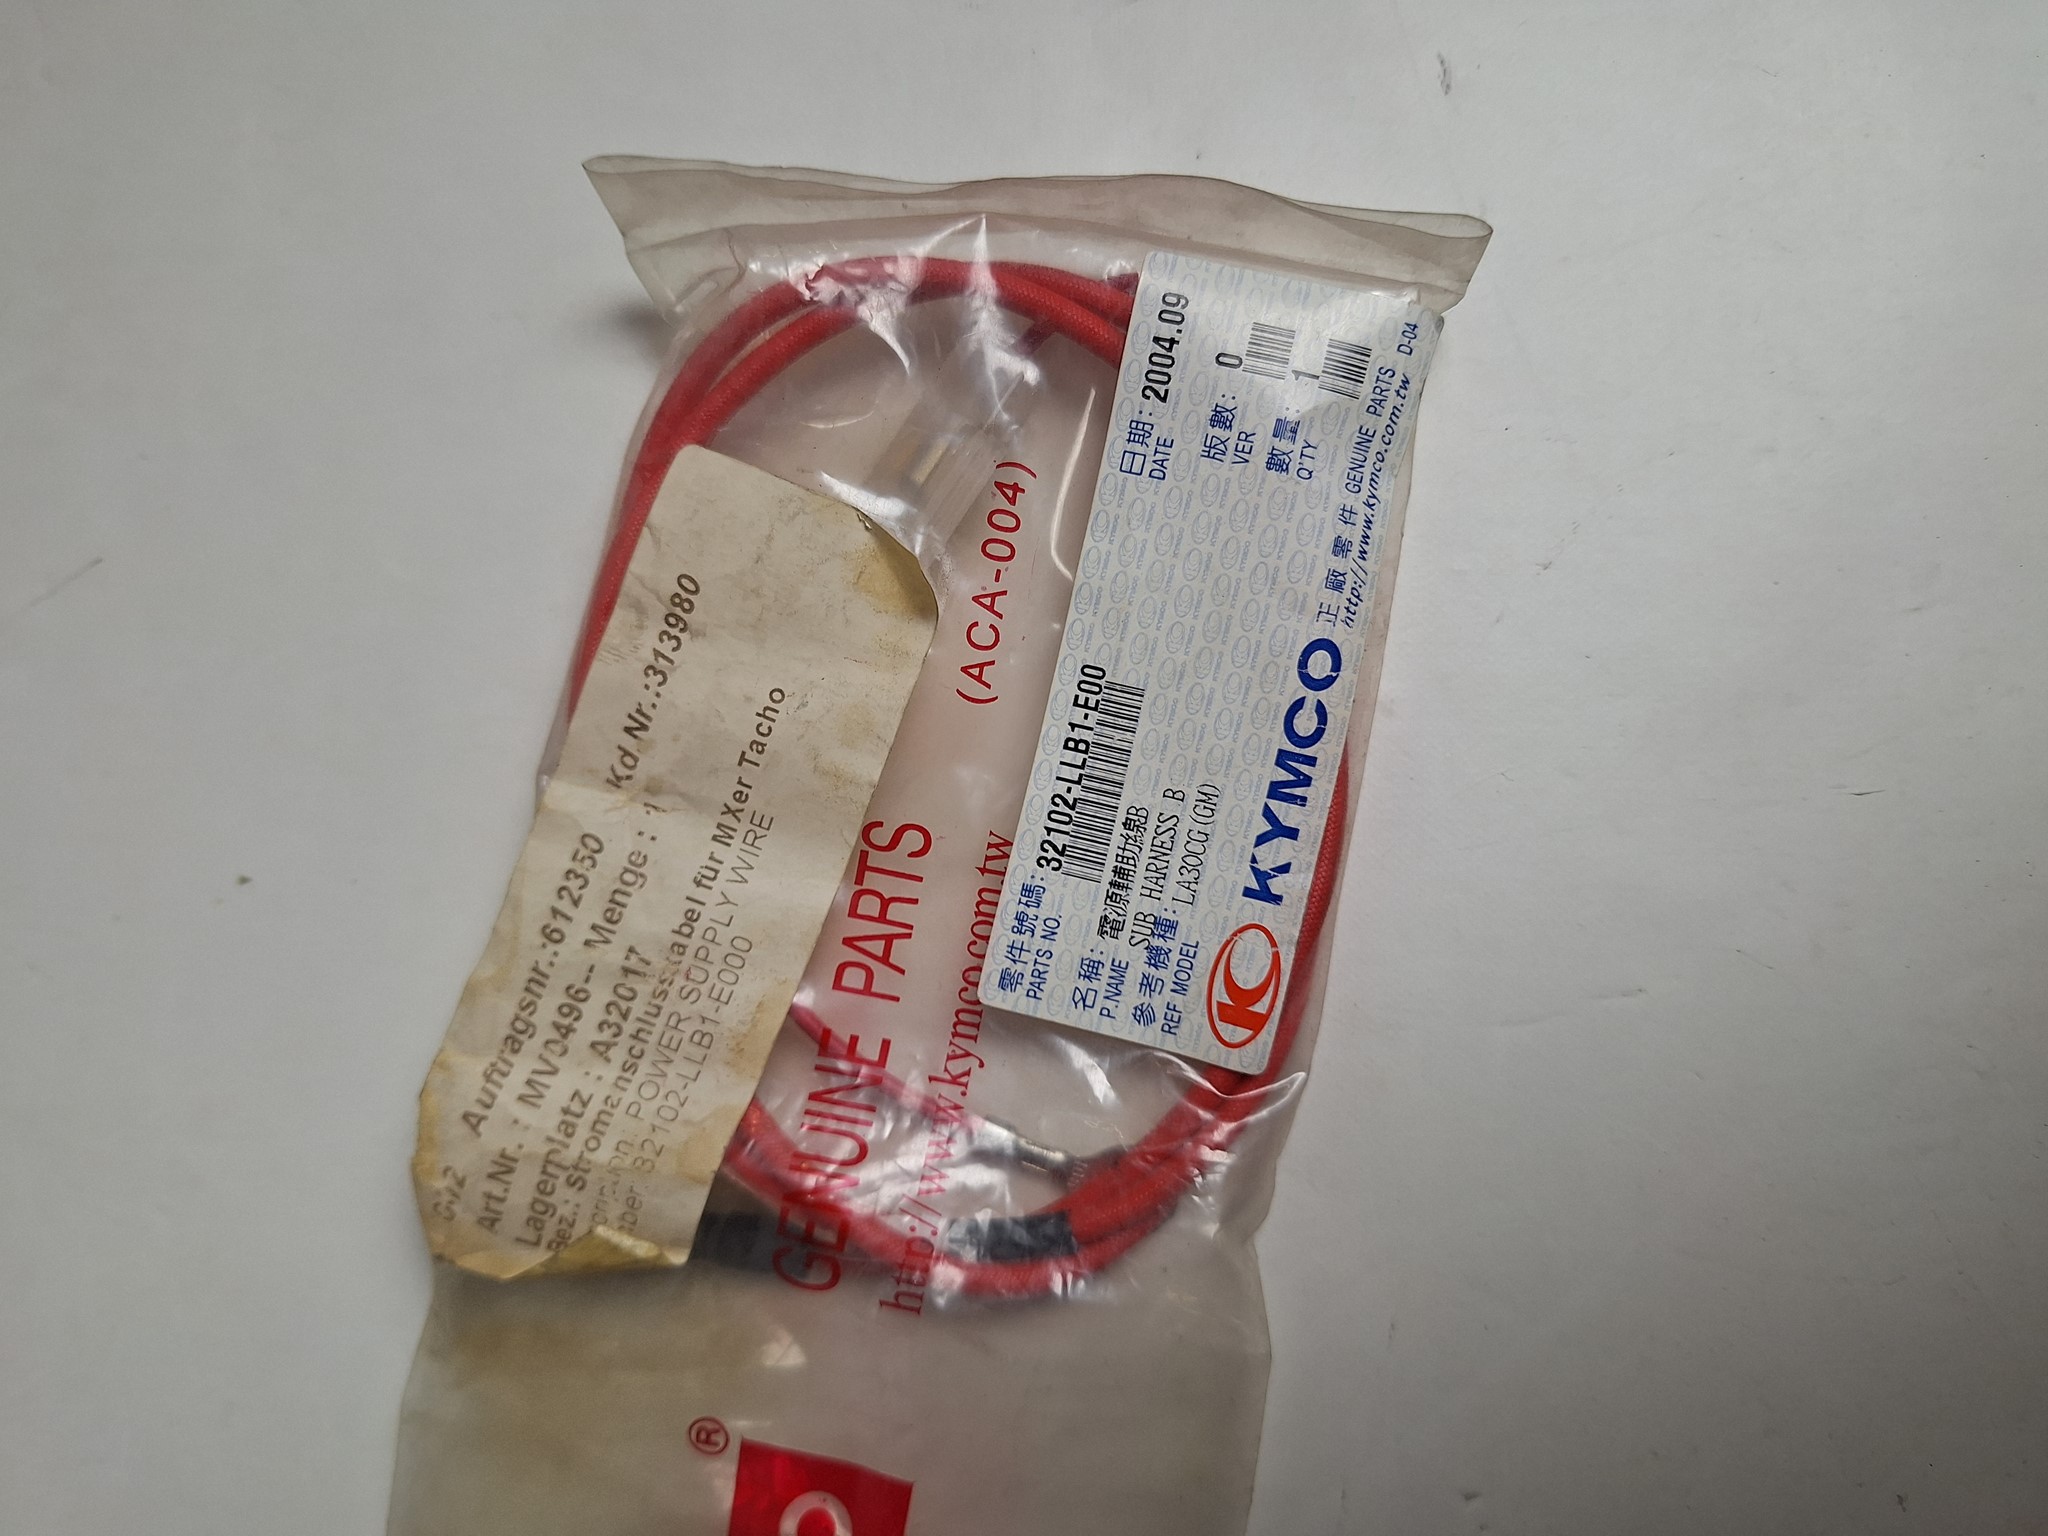 Auftragsnr.:612350 Kd.Nr.:313980
Art.Nr.: MV0496-- Menge: 1
Lagerplatz: A32017
Bez.: Stromanschlusskabel für MXer Tacho
POWER SUPPLY WIRE
32102-LLB1-E000
GENUINE PARTS
(ACA-004)
http://www.kymco.com.tw
®
零件號碼: 32102-LLB1-E00
PARTS NO.
名稱: 電源輔助線B
P.NAME SUB HARNESS B
參考機種: LA30CG(GM)
REF MODEL
日期: 2004.09
DATE
版數: 0
VER
數量: 1
Q'TY
KYMCO 正廠零件 GENUINE PARTS D-04
http://www.kymco.com.tw